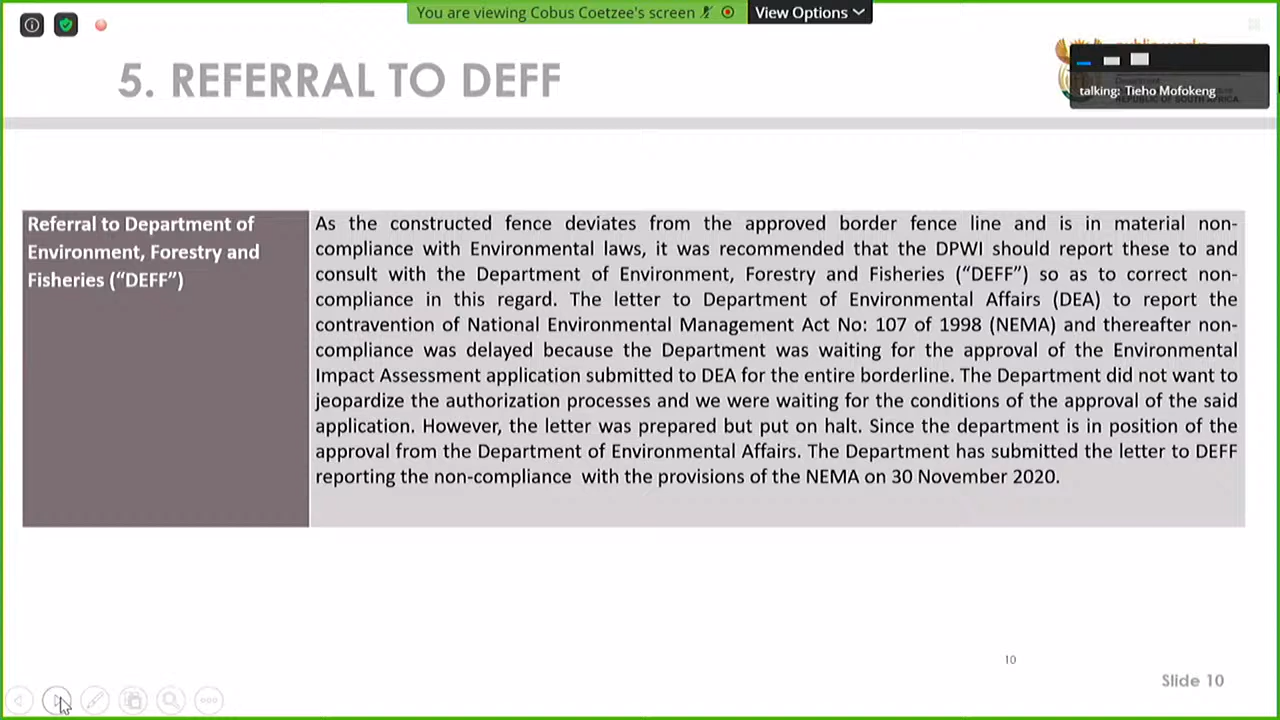 You are viewing Cobus Coetzee's screen
View Options
5. REFERRAL TO DEFF
talking: Tieho Mofokeng
Referral to Department of
Environment, Forestry and
Fisheries (“DEFF”)
As the constructed fence deviates from the approved border fence line and is in material non-
compliance with Environmental laws, it was recommended that the DPWI should report these to and
consult with the Department of Environment, Forestry and Fisheries (“DEFF”) so as to correct non-
compliance in this regard. The letter to Department of Environmental Affairs (DEA) to report the
contravention of National Environmental Management Act No: 107 of 1998 (NEMA) and thereafter non-
compliance was delayed because the Department was waiting for the approval of the Environmental
Impact Assessment application submitted to DEA for the entire borderline. The Department did not want to
jeopardize the authorization processes and we were waiting for the conditions of the approval of the said
application. However, the letter was prepared but put on halt. Since the department is in position of the
approval from the Department of Environmental Affairs. The Department has submitted the letter to DEFF
reporting the non-compliance with the provisions of the NEMA on 30 November 2020.
10
Slide 10